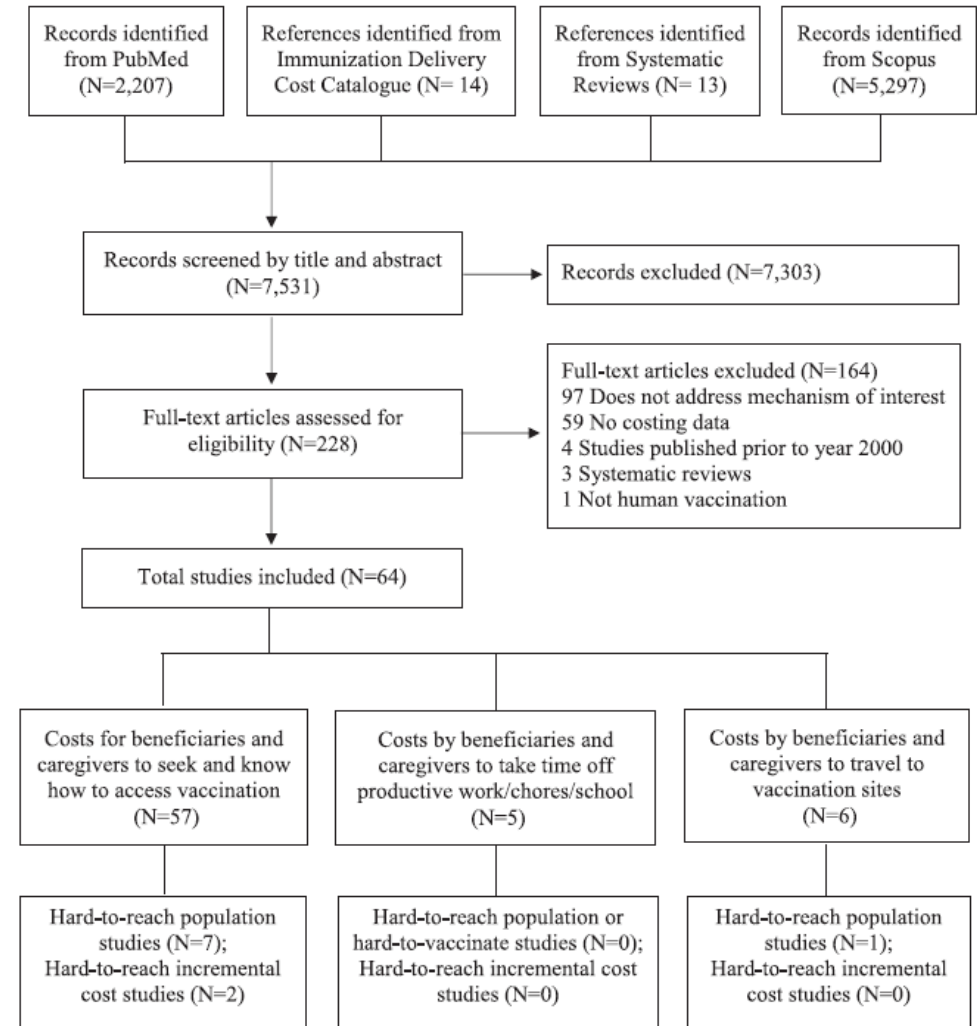 Records identified
from PubMed
(N=2,207)
References identified from
Immunization Delivery
Cost Catalogue (N= 14)
References identified
from Systematic
Reviews (N= 13)
Records identified
from Scopus
(N=5,297)
Records screened by title and abstract
(N=7,531)
Records excluded (N=7,303)
Full-text articles assessed for
eligibility (N=228)
Full-text articles excluded (N=164)
97 Does not address mechanism of interest
59 No costing data
4 Studies published prior to year 2000
3 Systematic reviews
1 Not human vaccination
Total studies included (N=64)
Costs for beneficiaries and
caregivers to seek and know
how to access vaccination
(N=57)
Costs by beneficiaries and
caregivers to take time off
productive work/chores/school
(N=5)
Costs by beneficiaries and
caregivers to travel to
vaccination sites
(N=6)
Hard-to-reach population
studies (N=7);
Hard-to-reach incremental
cost studies (N=2)
Hard-to-reach population or
hard-to-vaccinate studies (N=0);
Hard-to-reach incremental cost
studies (N=0)
Hard-to-reach population
studies (N=1);
Hard-to-reach incremental
cost studies (N=0)